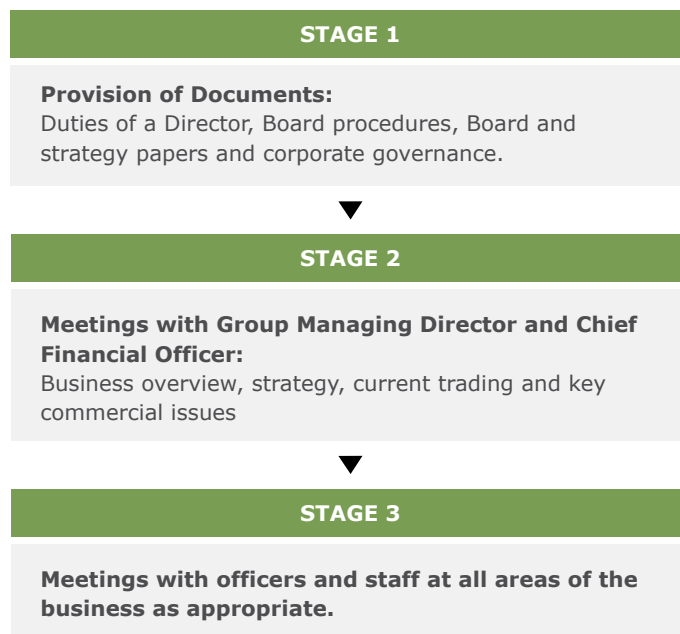 STAGE 1
Provision of Documents:
Duties of a Director, Board procedures, Board and
strategy papers and corporate governance.
STAGE 2
Meetings with Group Managing Director and Chief
Financial Officer:
Business overview, strategy, current trading and key
commercial issues
STAGE 3
Meetings with officers and staff at all areas of the
business as appropriate.